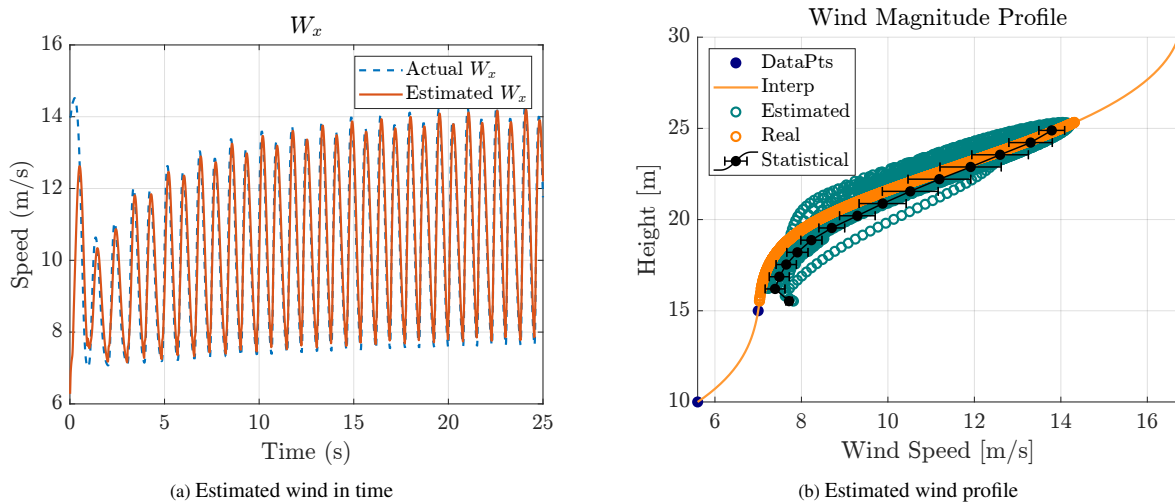 W_x
Speed (m/s)
16
14
12
10
8
6
Actual W_x
Estimated W_x
0 5 10 15 20 25
Time (s)
(a) Estimated wind in time
Wind Magnitude Profile
Height [m]
30
25
20
15
10
DataPts
Interp
Estimated
Real
Statistical
6 8 10 12 14 16
Wind Speed [m/s]
(b) Estimated wind profile